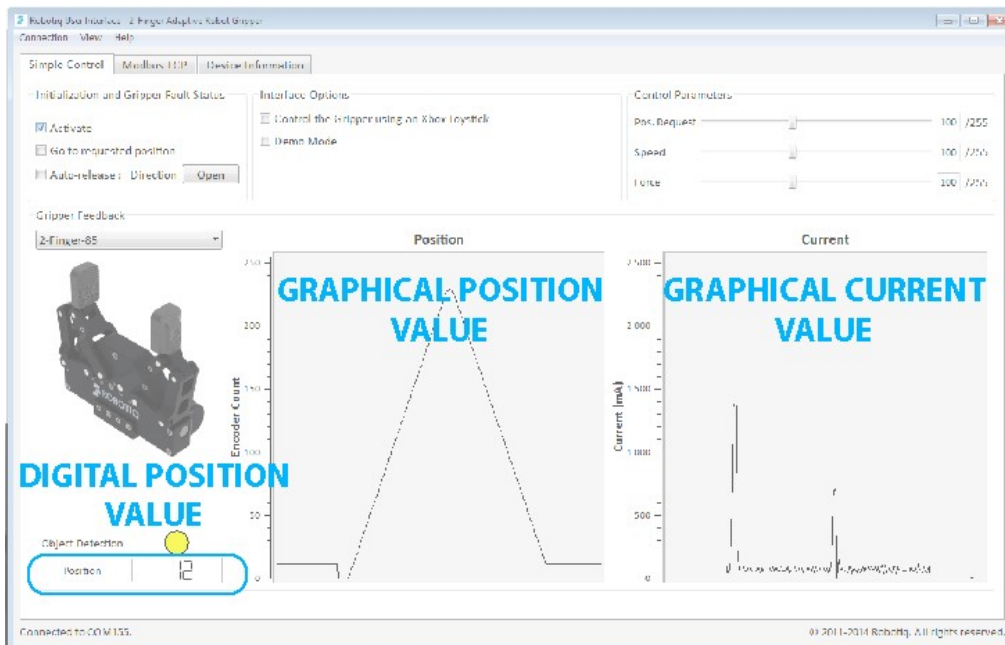 Robotiq User Interface - 2-Finger Adaptive Robot Gripper
Connection View Help
Simple Control Modbus TCP Device Information
Initialization and Gripper Fault Status
Activate
Go to requested position
Auto-release : Direction Open
Interface Options
Control the Gripper using an Xbox Joystick
Demo Mode
Control Parameters
Pos. Request 100 /255
Speed 100 /255
Force 100 /255
Gripper Feedback
2-Finger-85
ROBOTIQ
DIGITAL POSITION
VALUE
Object Detection
Position 12
Position
GRAPHICAL POSITION
VALUE
Encoder Count
250
200
150
100
50
0
Current
GRAPHICAL CURRENT
VALUE
Current (mA)
2 500
2 000
1 500
1 000
500
0
Connected to COM155.
© 2011-2014 Robotiq. All rights reserved.